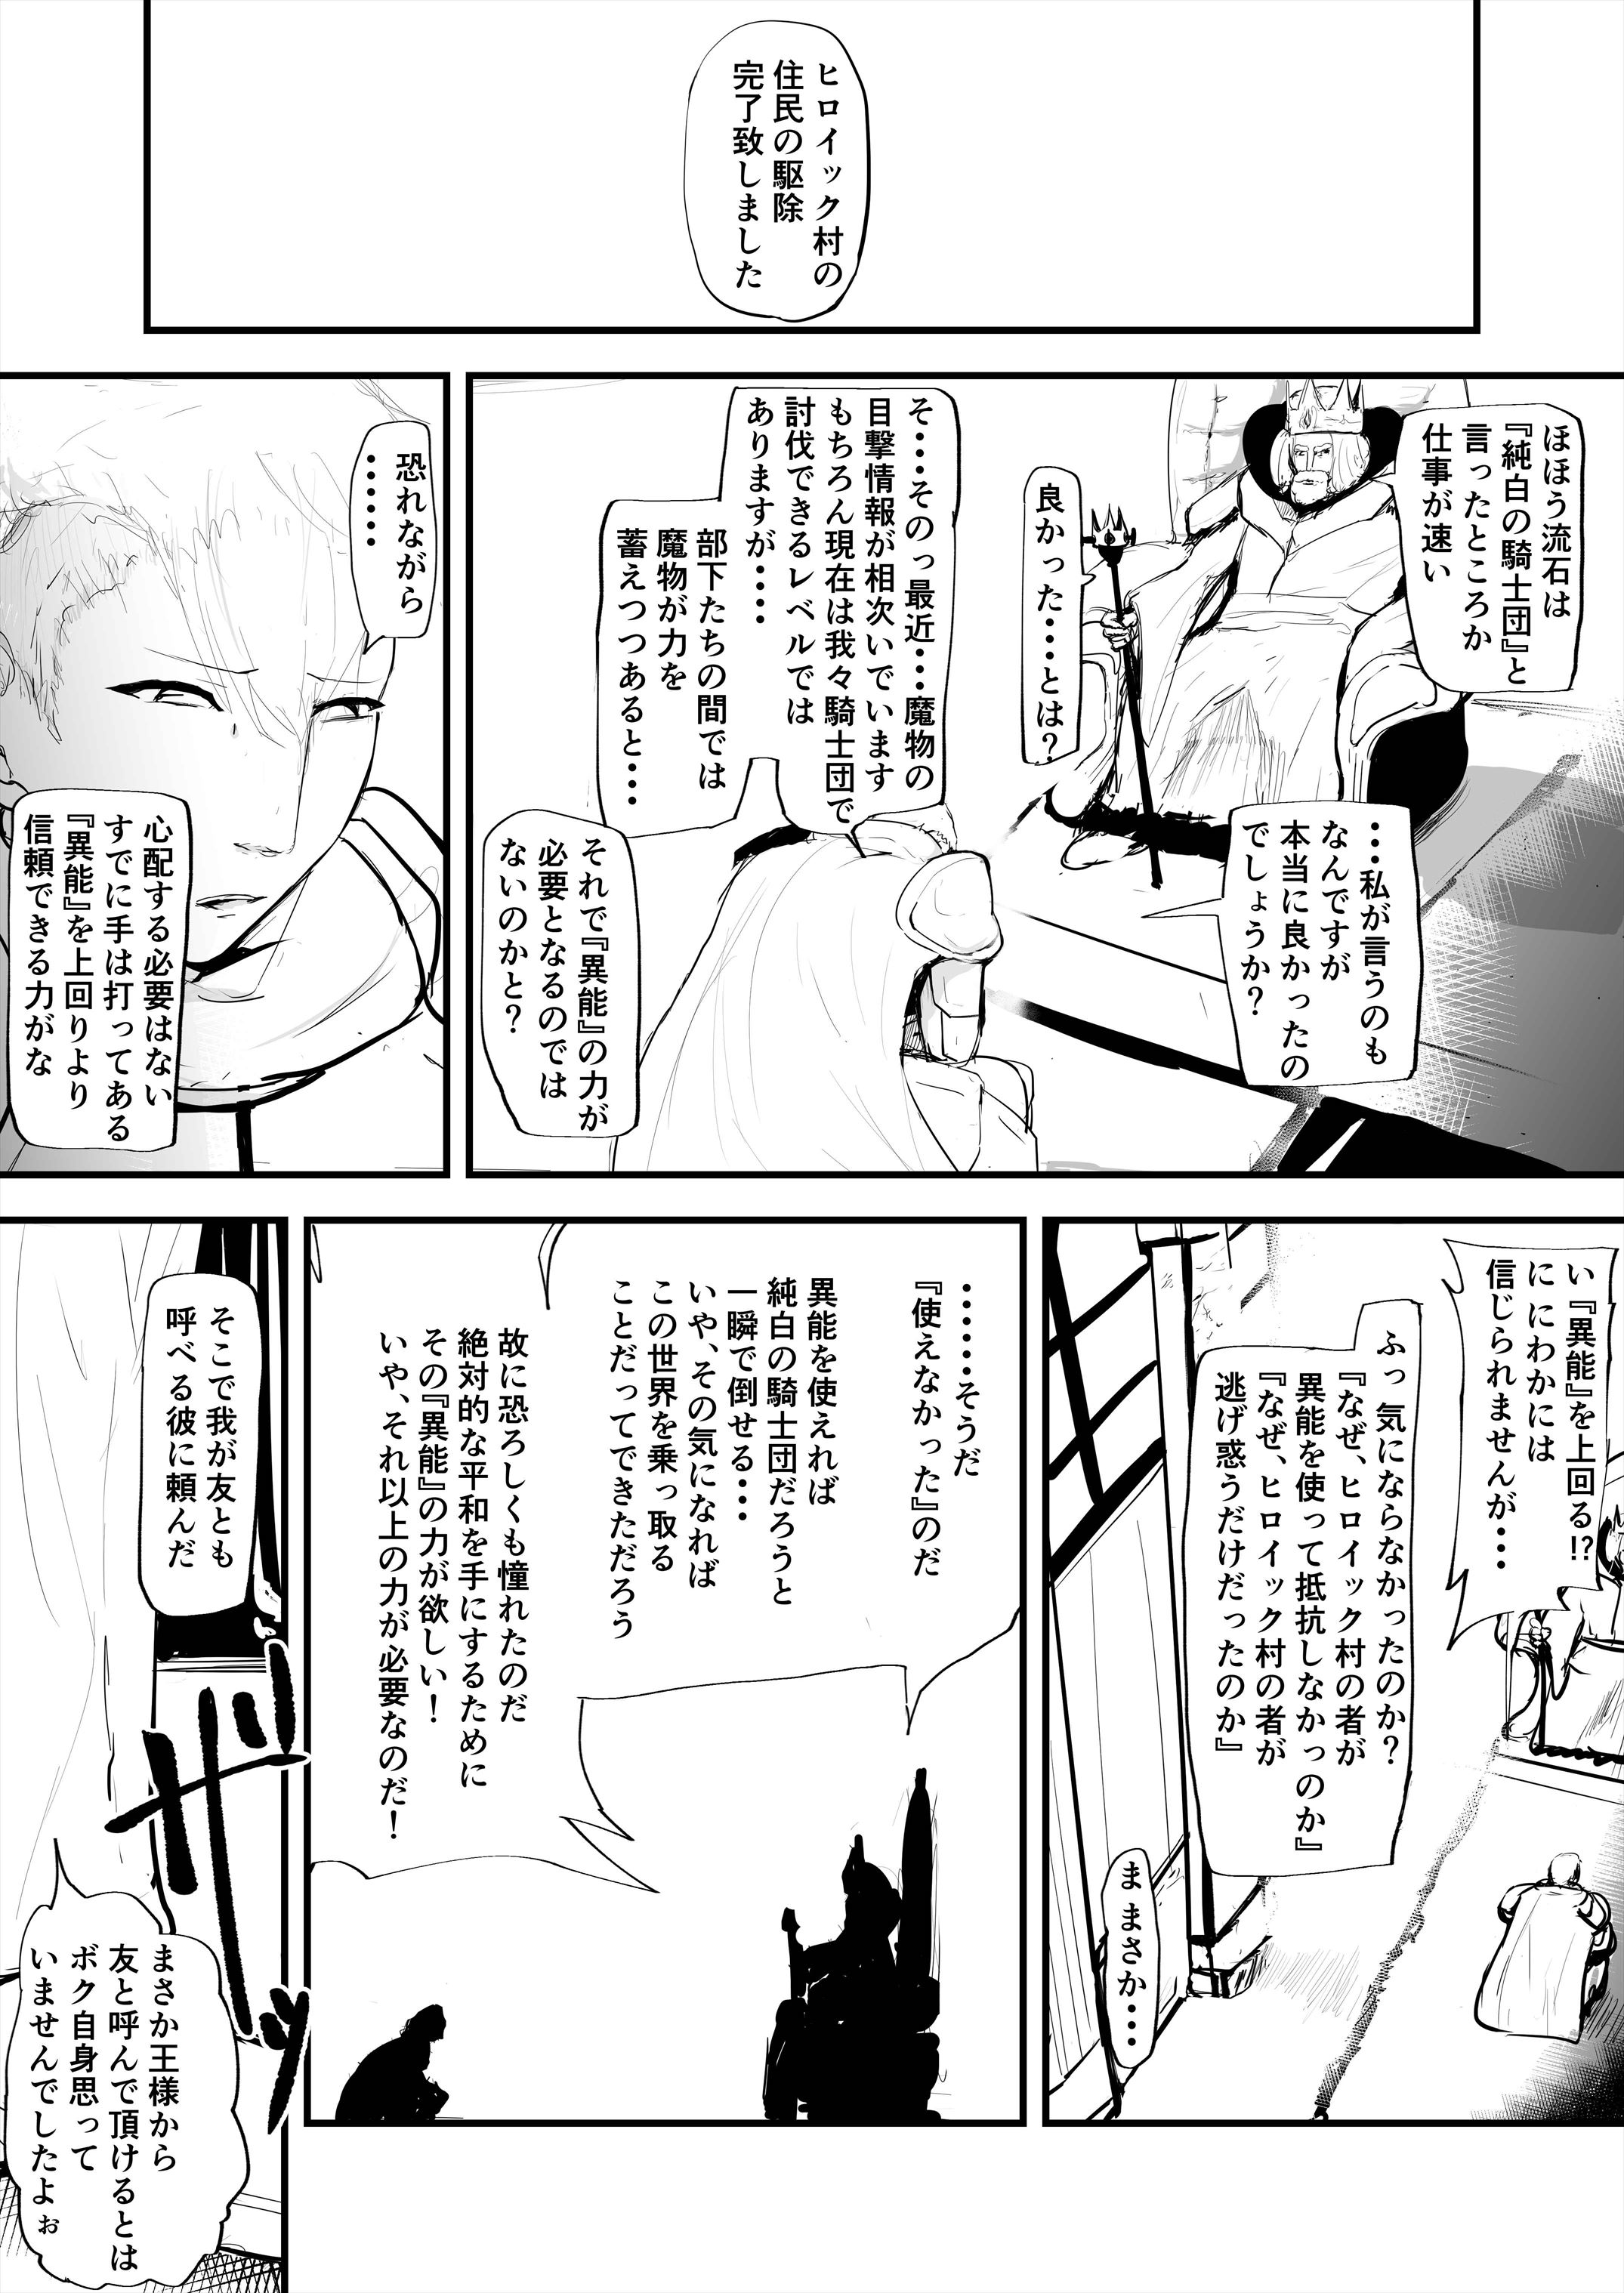 ヒロイック村の
住民の駆除
完了致しました
ほほう流石は
『純白の騎士団』と
言ったところか
仕事が速い
・・・私が言うのも
なんですが
本当に良かったの
でしょうか？
良かった・・・・とは？
そ・・・・そのっ最近・・・・魔物の
目撃情報が相次いでいます
もちろん現在は我々騎士団で
討伐できるレベルでは
ありますが・・・・
部下たちの間では
魔物が力を
蓄えつつあると・・・・
それで『異能』の力が
必要となるのでは
ないのかと？
恐れながら
・・・・・・
心配する必要はない
すでに手は打ってある
『異能』を上回りより
信頼できる力がな
い『異能』を上回る!?
に にわかには
信じられませんが・・・・
ふっ 気にならなかったのか？
『なぜ、ヒロイック村の者が
異能を使って抵抗しなかっのか』
『なぜ、ヒロイック村の者が
逃げ惑うだけだったのか』
ま まさか・・・・
・・・・・・そうだ
『使えなかった』のだ
異能を使えれば
純白の騎士団だろうと
一瞬で倒せる・・・
いや、その気になれば
この世界を乗っ取る
ことだってできただろう
故に恐ろしくも憧れたのだ
絶対的な平和を手にするために
その『異能』の力が欲しい！
いや、それ以上の力が必要なのだ！
そこで我が友とも
呼べる彼に頼んだ
ザッ
まさか王様から
友と呼んで頂けるとは
ボク自身思って
いませんでしたよぉ